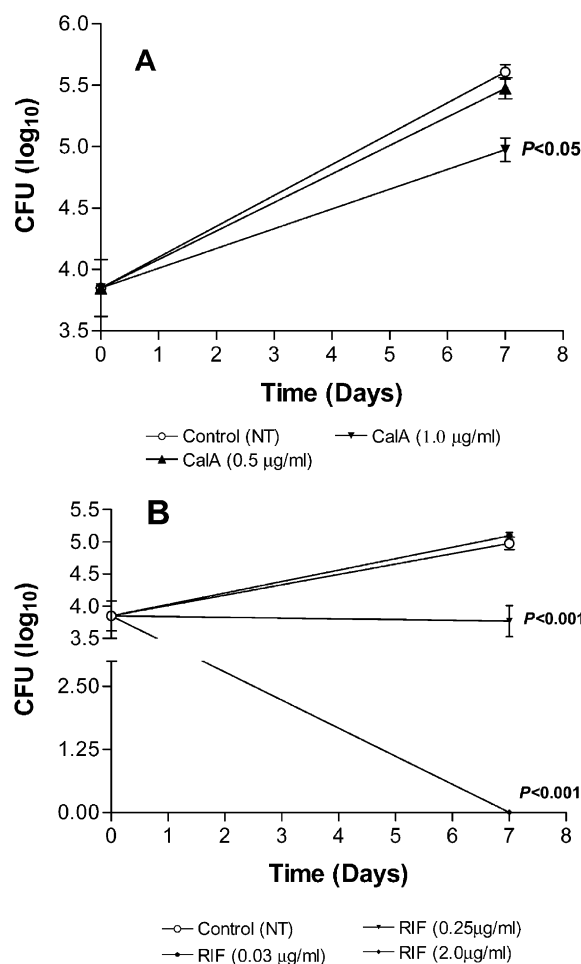 A
6.0
5.5
5.0
4.5
4.0
3.5
CFU (log10)
P<0.05
0 1 2 3 4 5 6 7 8
Time (Days)
Control (NT) CalA (1.0 μg/ml)
CalA (0.5 μg/ml)
B
5.5
5.0
4.5
4.0
3.5
2.50
1.25
0.00
CFU (log10)
P<0.001
P<0.001
0 1 2 3 4 5 6 7 8
Time (Days)
Control (NT) RIF (0.25μg/ml)
RIF (0.03 μg/ml) RIF (2.0μg/ml)